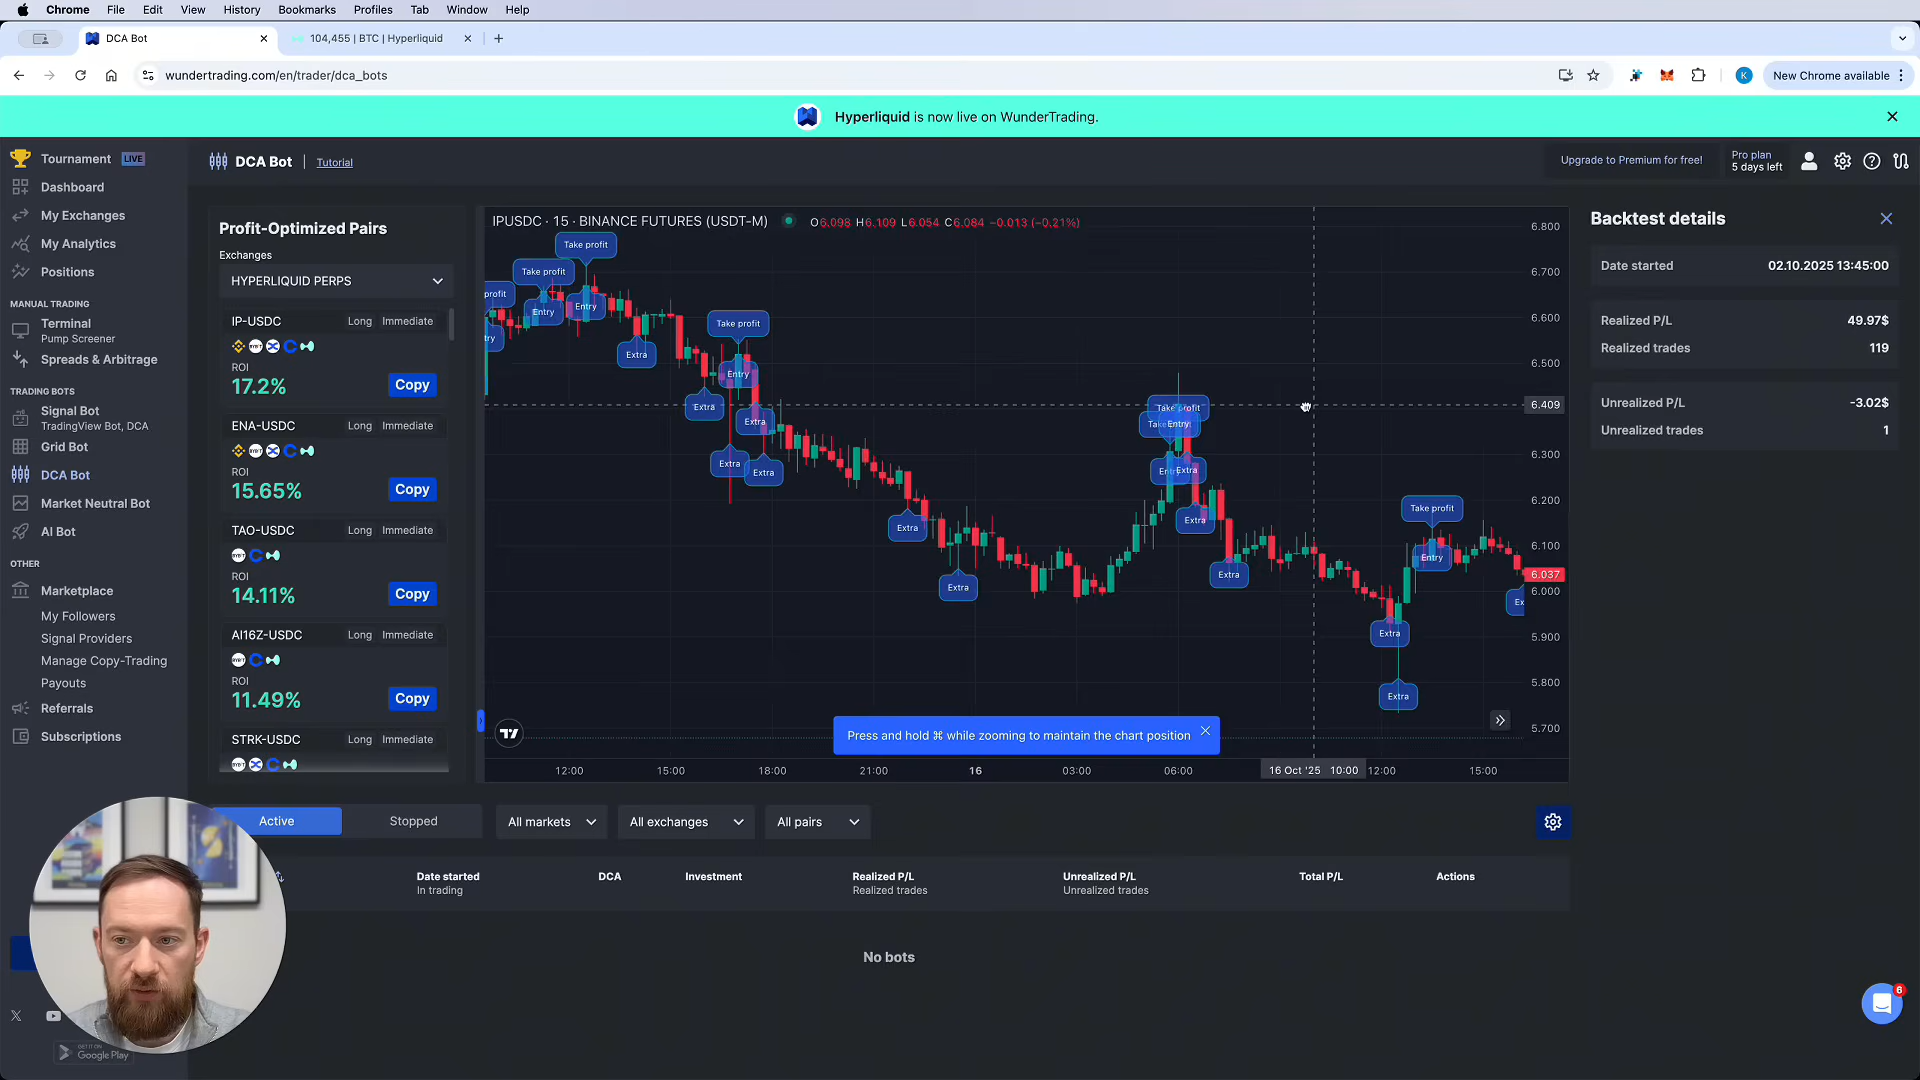 Chrome File Edit View History Bookmarks Profiles Tab Window Help
DCA Bot
104,455 | BTC | Hyperliquid
wundertrading.com/en/trader/dca_bots
K
New Chrome available
Hyperliquid is now live on WunderTrading.
Tournament LIVE
Dashboard
My Exchanges
My Analytics
Positions
MANUAL TRADING
Terminal
Pump Screener
Spreads & Arbitrage
TRADING BOTS
Signal Bot
TradingView Bot, DCA
Grid Bot
DCA Bot
Market Neutral Bot
AI Bot
OTHER
Marketplace
My Followers
Signal Providers
Manage Copy-Trading
Payouts
Referrals
Subscriptions
GET IT ON
Google Play
DCA Bot | Tutorial
Upgrade to Premium for free!
Pro plan
5 days left
Profit-Optimized Pairs
Exchanges
HYPERLIQUID PERPS
IP-USDC Long Immediate
ROI
17.2% Copy
ENA-USDC Long Immediate
ROI
15.65% Copy
TAO-USDC Long Immediate
ROI
14.11% Copy
AI16Z-USDC Long Immediate
ROI
11.49% Copy
STRK-USDC Long Immediate
IPUSDC · 15 · BINANCE FUTURES (USDT-M) O6.098 H6.109 L6.054 C6.084 −0.013 (−0.21%)
Take profit
Take profit
profit
Entry
Entry
try
Extra
Take profit
Entry
Extra
Extra
Extra
Extra
Extra
Extra
Take profit
Take
Entry
Extra
Extra
Extra
Take profit
Entry
Extra
Extra
Ex
6.800
6.700
6.600
6.500
6.409
6.300
6.200
6.100
6.037
6.000
5.900
5.800
5.700
Press and hold ⌘ while zooming to maintain the chart position
12:00 15:00 18:00 21:00 16 03:00 06:00 16 Oct '25 10:00 12:00 15:00
Backtest details
Date started 02.10.2025 13:45:00
Realized P/L 49.97$
Realized trades 119
Unrealized P/L -3.02$
Unrealized trades 1
Active Stopped All markets All exchanges All pairs
Date started DCA Investment Realized P/L Unrealized P/L Total P/L Actions
In trading Realized trades Unrealized trades
No bots
6